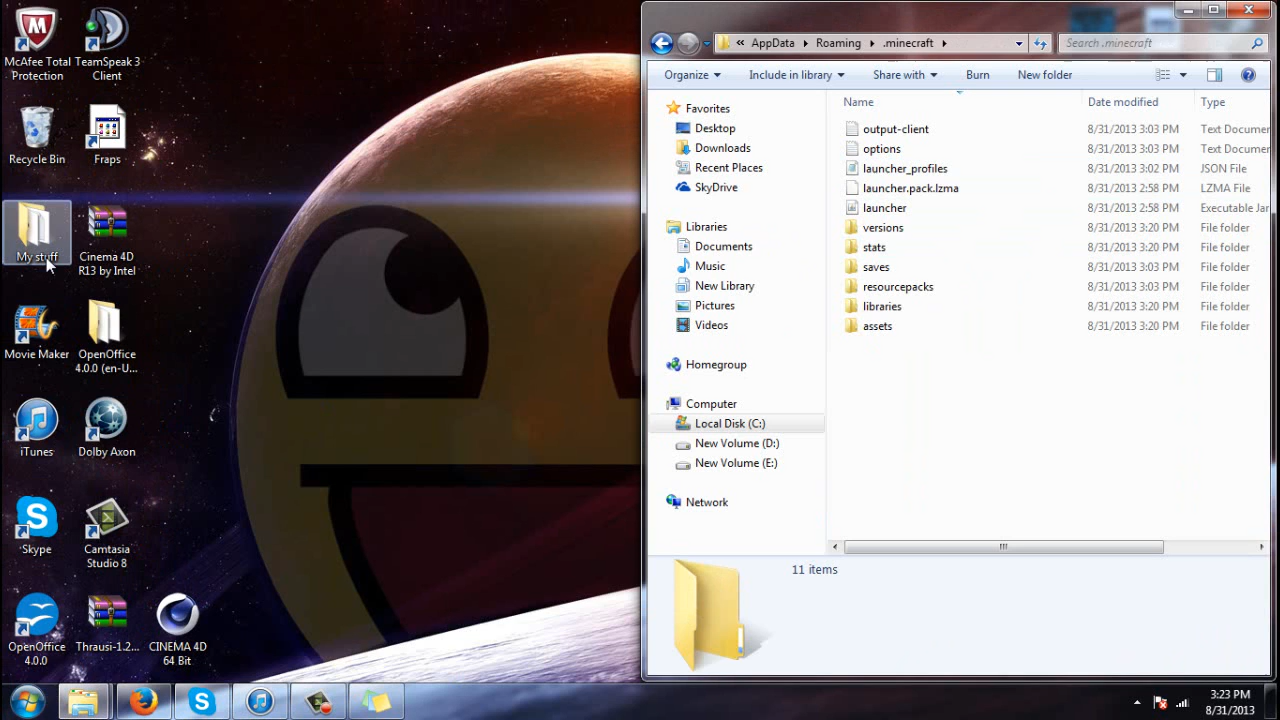 McAfee Total
Protection
TeamSpeak 3
Client
Recycle Bin
Fraps
My stuff
Cinema 4D
R13 by Intel
Movie Maker
OpenOffice
4.0.0 (en-U...
iTunes
Dolby Axon
Skype
Camtasia
Studio 8
OpenOffice
4.0.0
Thrausi-1.2...
CINEMA 4D
64 Bit
« AppData Roaming .minecraft
Search .minecraft
Organize Include in library Share with Burn New folder
Favorites
Desktop
Downloads
Recent Places
SkyDrive
Libraries
Documents
Music
New Library
Pictures
Videos
Homegroup
Computer
Local Disk (C:)
New Volume (D:)
New Volume (E:)
Network
Name Date modified Type
output-client 8/31/2013 3:03 PM Text Documer
options 8/31/2013 3:03 PM Text Documer
launcher_profiles 8/31/2013 3:02 PM JSON File
launcher.pack.lzma 8/31/2013 2:58 PM LZMA File
launcher 8/31/2013 2:58 PM Executable Jar
versions 8/31/2013 3:20 PM File folder
stats 8/31/2013 3:20 PM File folder
saves 8/31/2013 3:03 PM File folder
resourcepacks 8/31/2013 3:03 PM File folder
libraries 8/31/2013 3:20 PM File folder
assets 8/31/2013 3:20 PM File folder
11 items
3:23 PM
8/31/2013